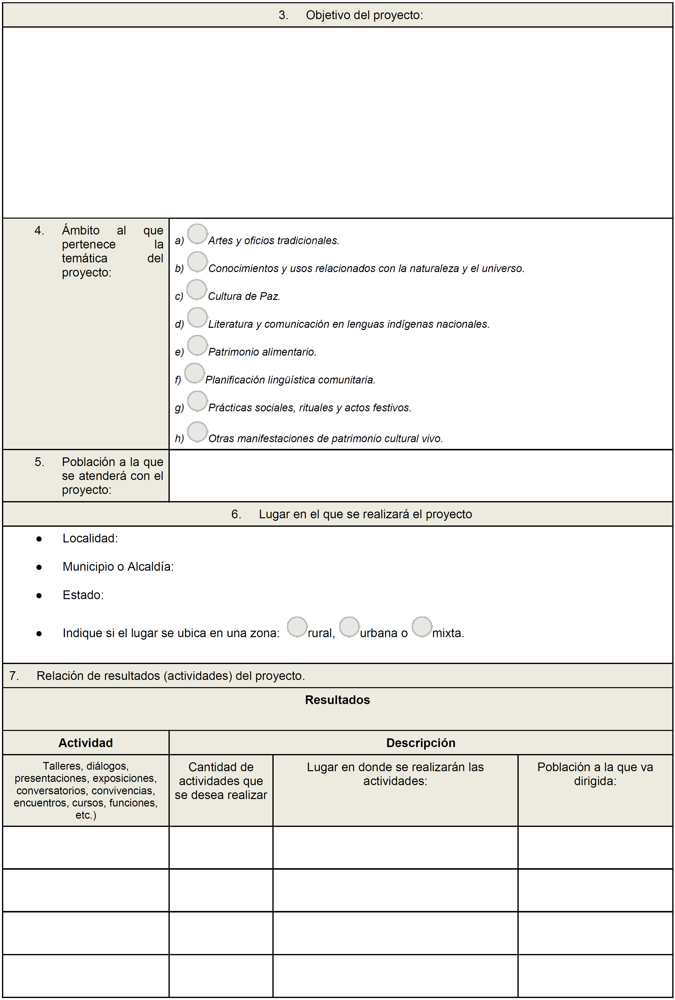 3. Objetivo del proyecto:
4. Ámbito al que
pertenece la
temática del
proyecto:
a) Artes y oficios tradicionales.
b) Conocimientos y usos relacionados con la naturaleza y el universo.
c) Cultura de Paz.
d) Literatura y comunicación en lenguas indígenas nacionales.
e) Patrimonio alimentario.
f) Planificación lingüística comunitaria.
g) Prácticas sociales, rituales y actos festivos.
h) Otras manifestaciones de patrimonio cultural vivo.
5. Población a la que
se atenderá con el
proyecto:
6. Lugar en el que se realizará el proyecto
● Localidad:
● Municipio o Alcaldía:
● Estado:
● Indique si el lugar se ubica en una zona: rural, urbana o mixta.
7. Relación de resultados (actividades) del proyecto.
Resultados
Actividad
Descripción
Talleres, diálogos,
presentaciones, exposiciones,
conversatorios, convivencias,
encuentros, cursos, funciones,
etc.)
Cantidad de
actividades que
se desea realizar
Lugar en donde se realizarán las
actividades:
Población a la que va
dirigida: